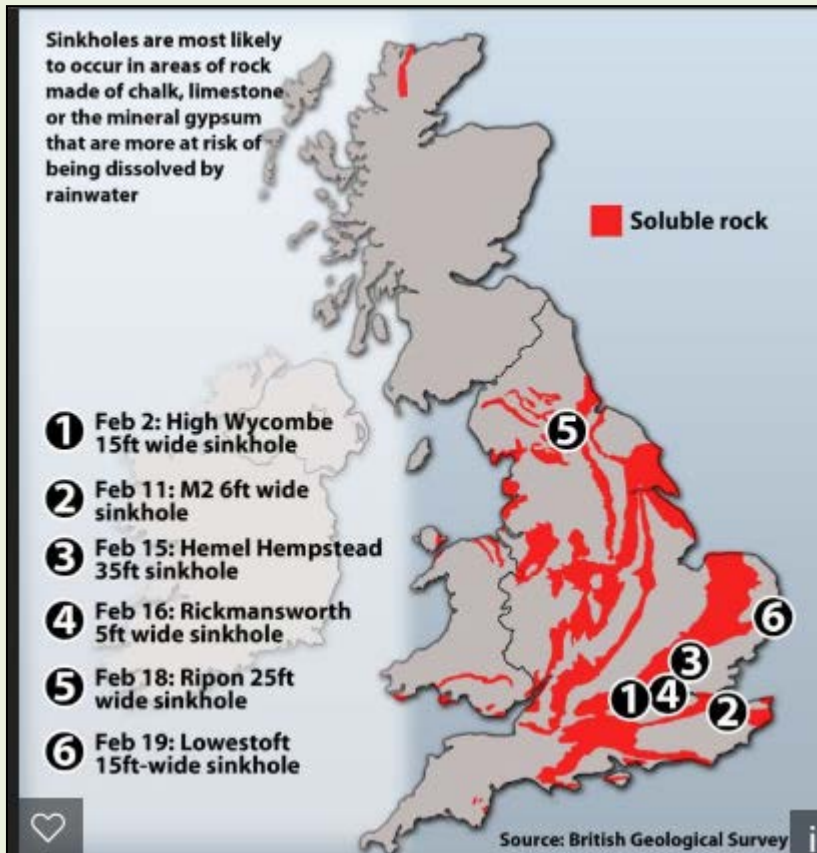 Sinkholes are most likely
to occur in areas of rock
made of chalk, limestone
or the mineral gypsum
that are more at risk of
being dissolved by
rainwater
Soluble rock
1 Feb 2: High Wycombe
15ft wide sinkhole
2 Feb 11: M2 6ft wide
sinkhole
3 Feb 15: Hemel Hempstead
35ft sinkhole
4 Feb 16: Rickmansworth
5ft wide sinkhole
5 Feb 18: Ripon 25ft
wide sinkhole
6 Feb 19: Lowestoft
15ft-wide sinkhole
5
6
3
1
4
2
Source: British Geological Survey
i